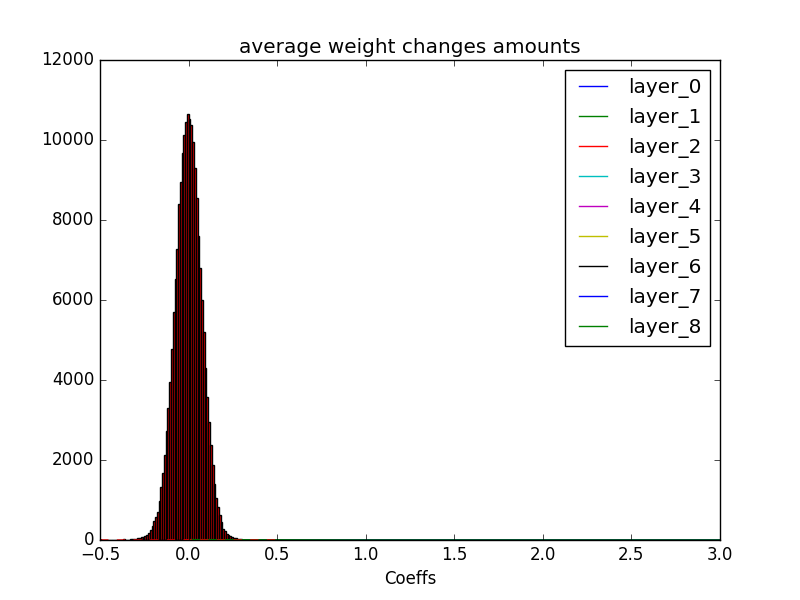 average weight changes amounts
12000
10000
8000
6000
4000
2000
0
−0.5 0.0 0.5 1.0 1.5 2.0 2.5 3.0
Coeffs
layer_0
layer_1
layer_2
layer_3
layer_4
layer_5
layer_6
layer_7
layer_8